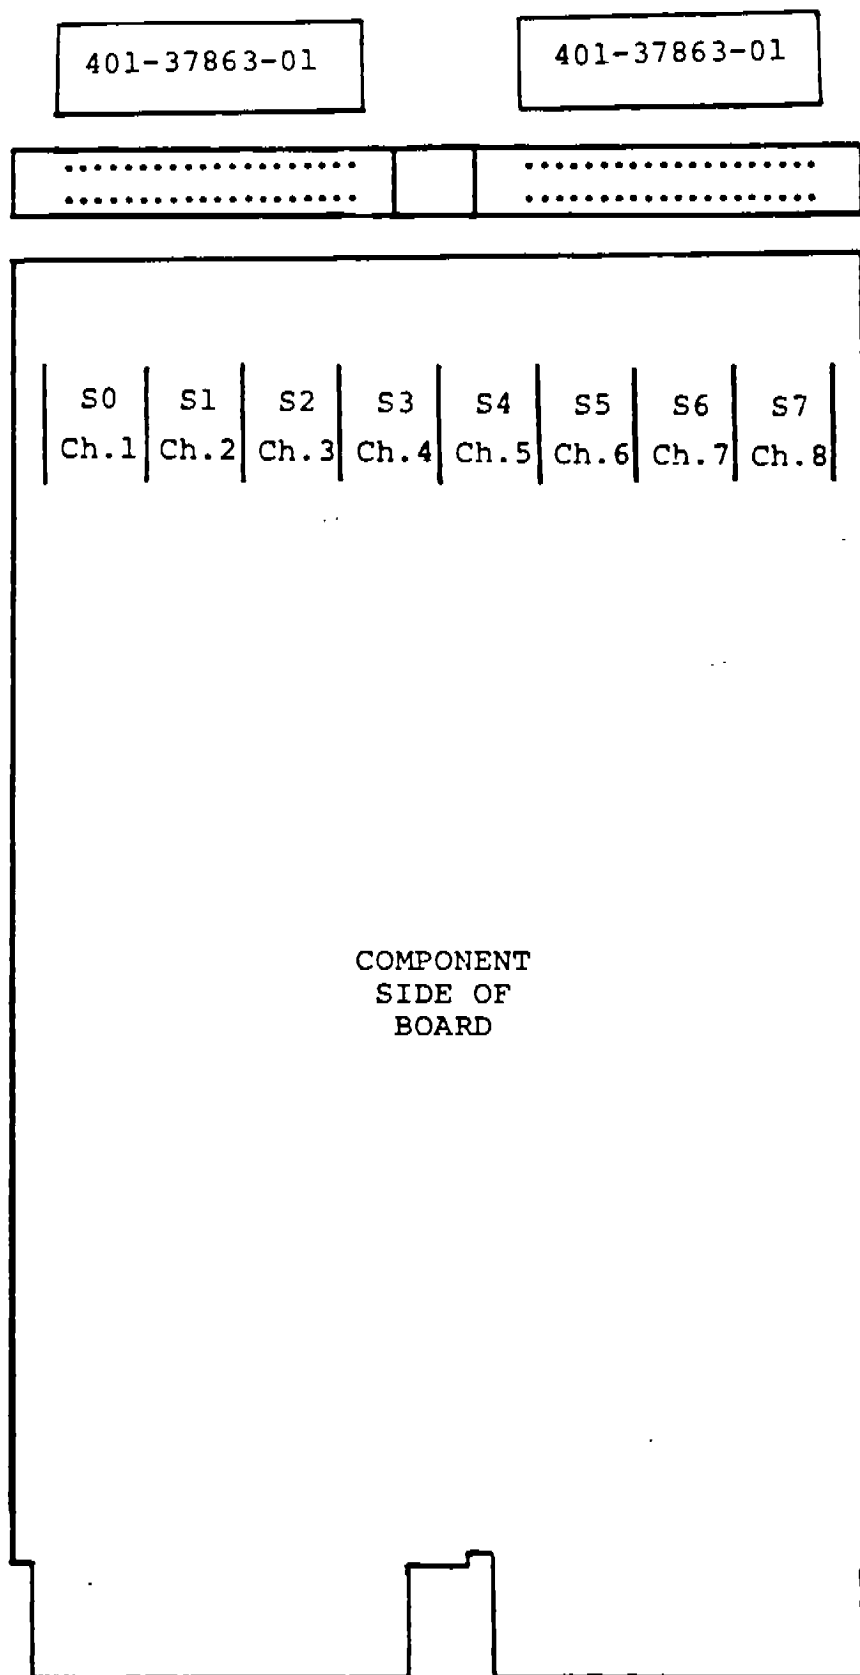 401-37863-01 401-37863-01
S0 S1 S2 S3 S4 S5 S6 S7
Ch.1 Ch.2 Ch.3 Ch.4 Ch.5 Ch.6 Ch.7 Ch.8
COMPONENT
SIDE OF
BOARD